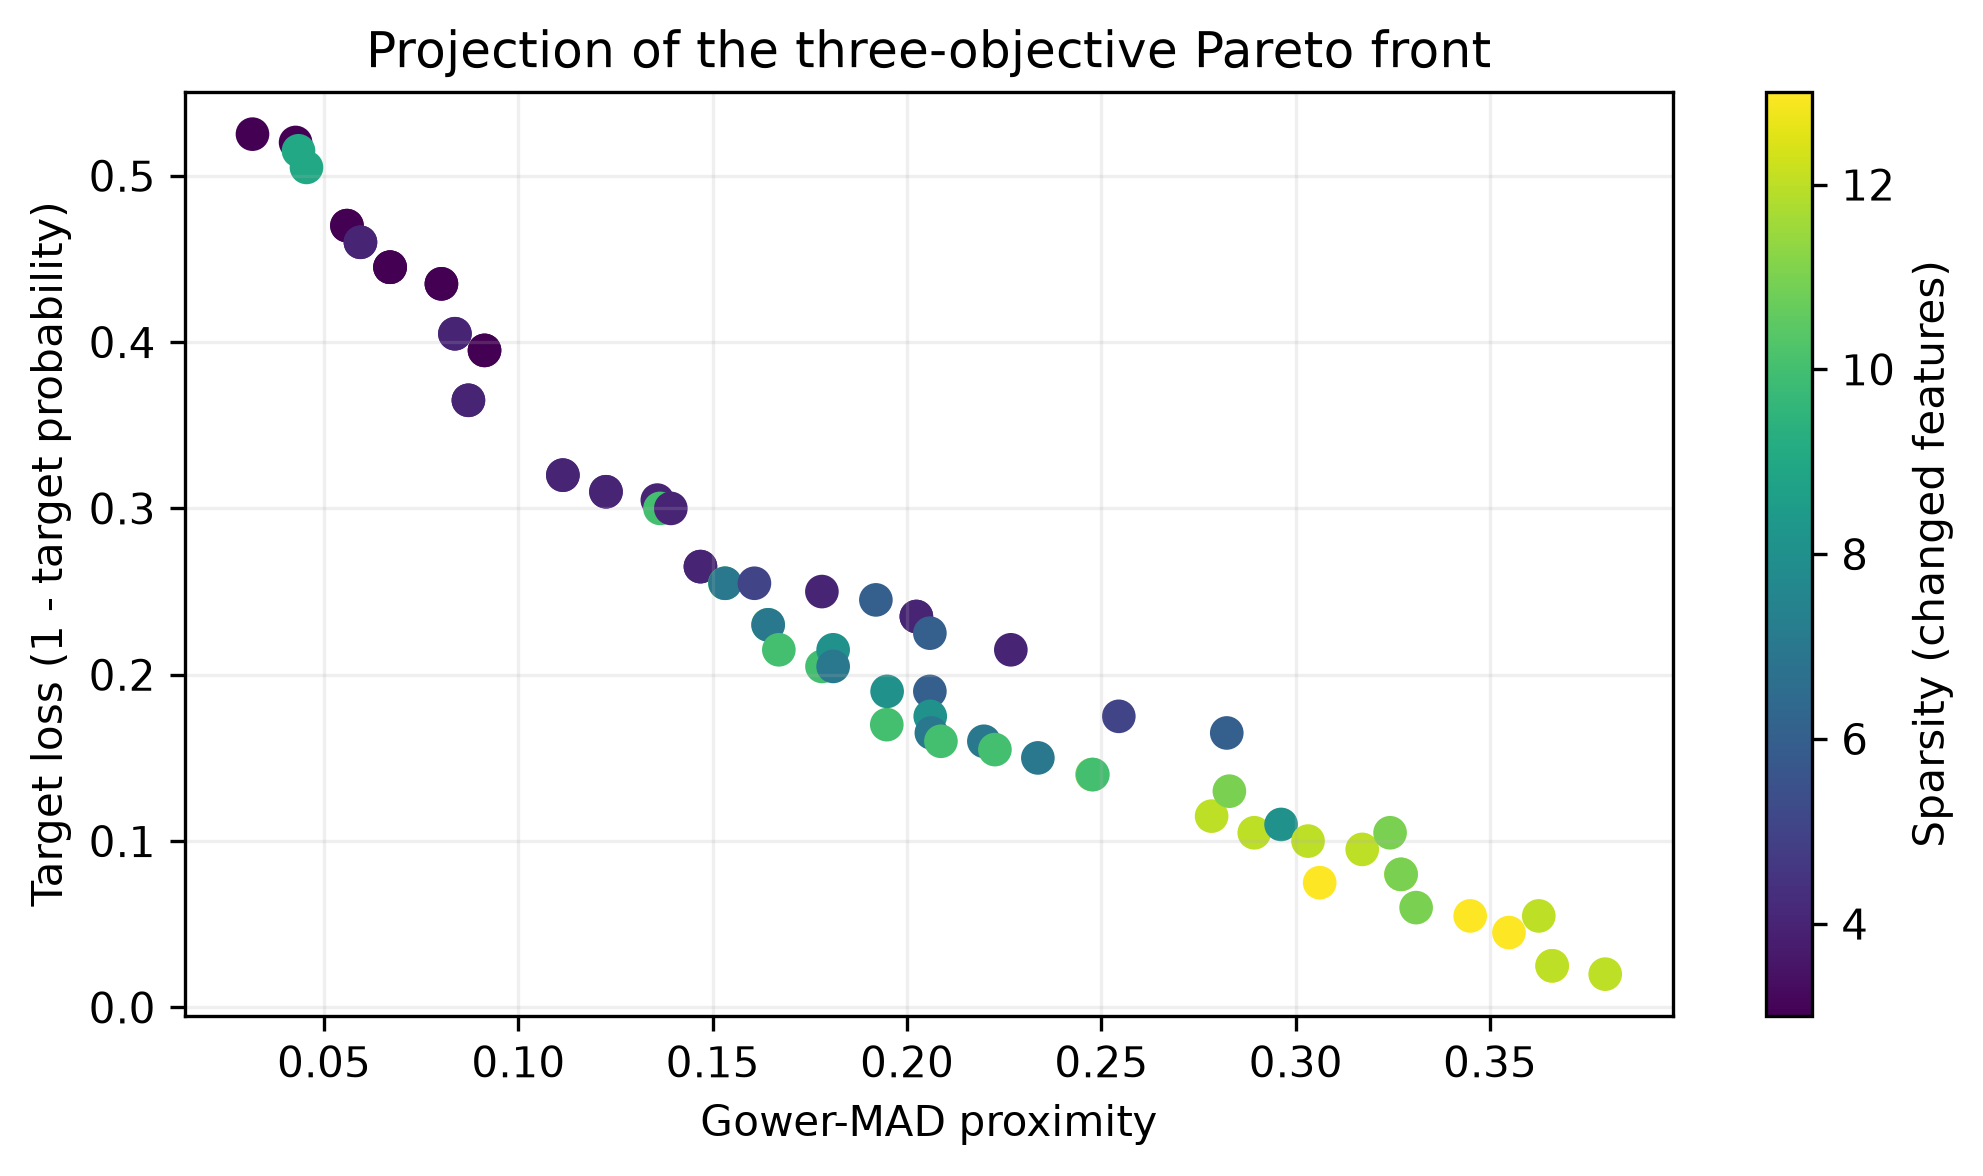 Projection of the three-objective Pareto front
Target loss (1 - target probability)
0.5
0.4
0.3
0.2
0.1
0.0
0.05 0.10 0.15 0.20 0.25 0.30 0.35
Gower-MAD proximity
12
10
8
6
4
Sparsity (changed features)